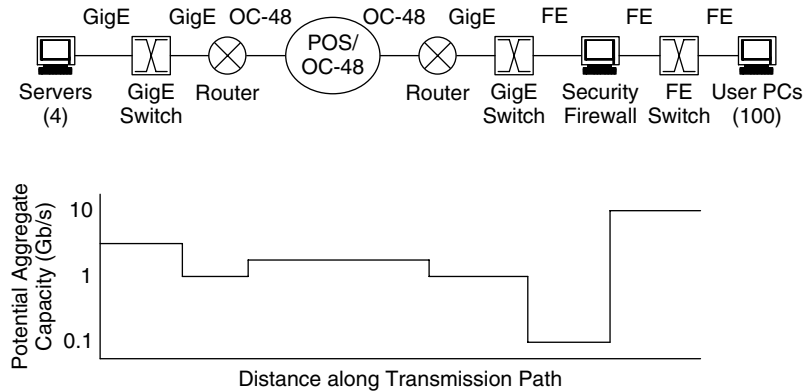 GigE GigE OC-48 OC-48 GigE FE FE FE
POS/
OC-48
Servers
(4)
GigE
Switch
Router
Router
GigE
Switch
Security
Firewall
FE
Switch
User PCs
(100)
Potential Aggregate
Capacity (Gb/s)
10
1
0.1
Distance along Transmission Path